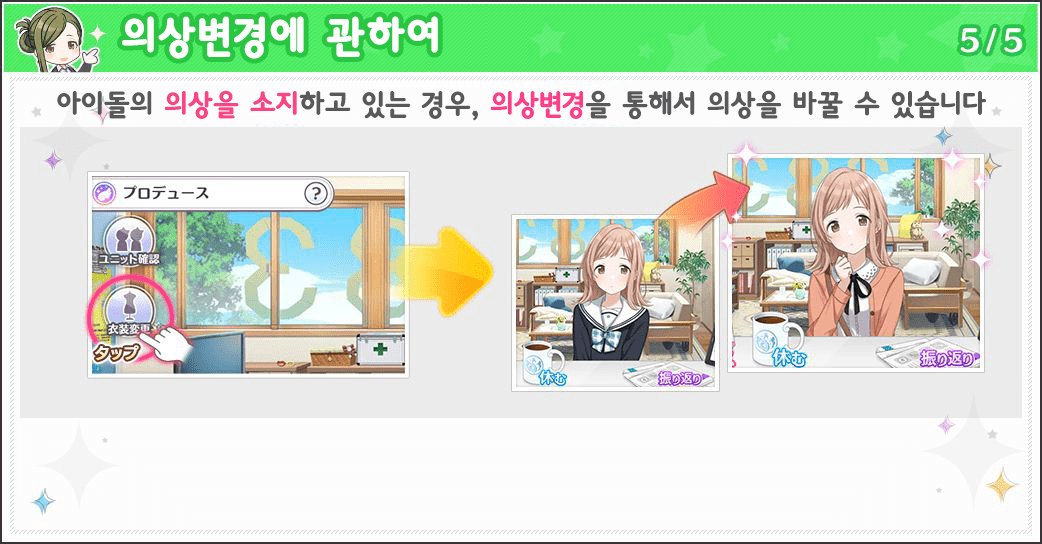 의상변경에 관하여
5/5
아이돌의 의상을 소지하고 있는 경우, 의상변경을 통해서 의상을 바꿀 수 있습니다
プロデュース
?
ユニット確認
衣装変更
タップ
休む
振り返り
休む
振り返り